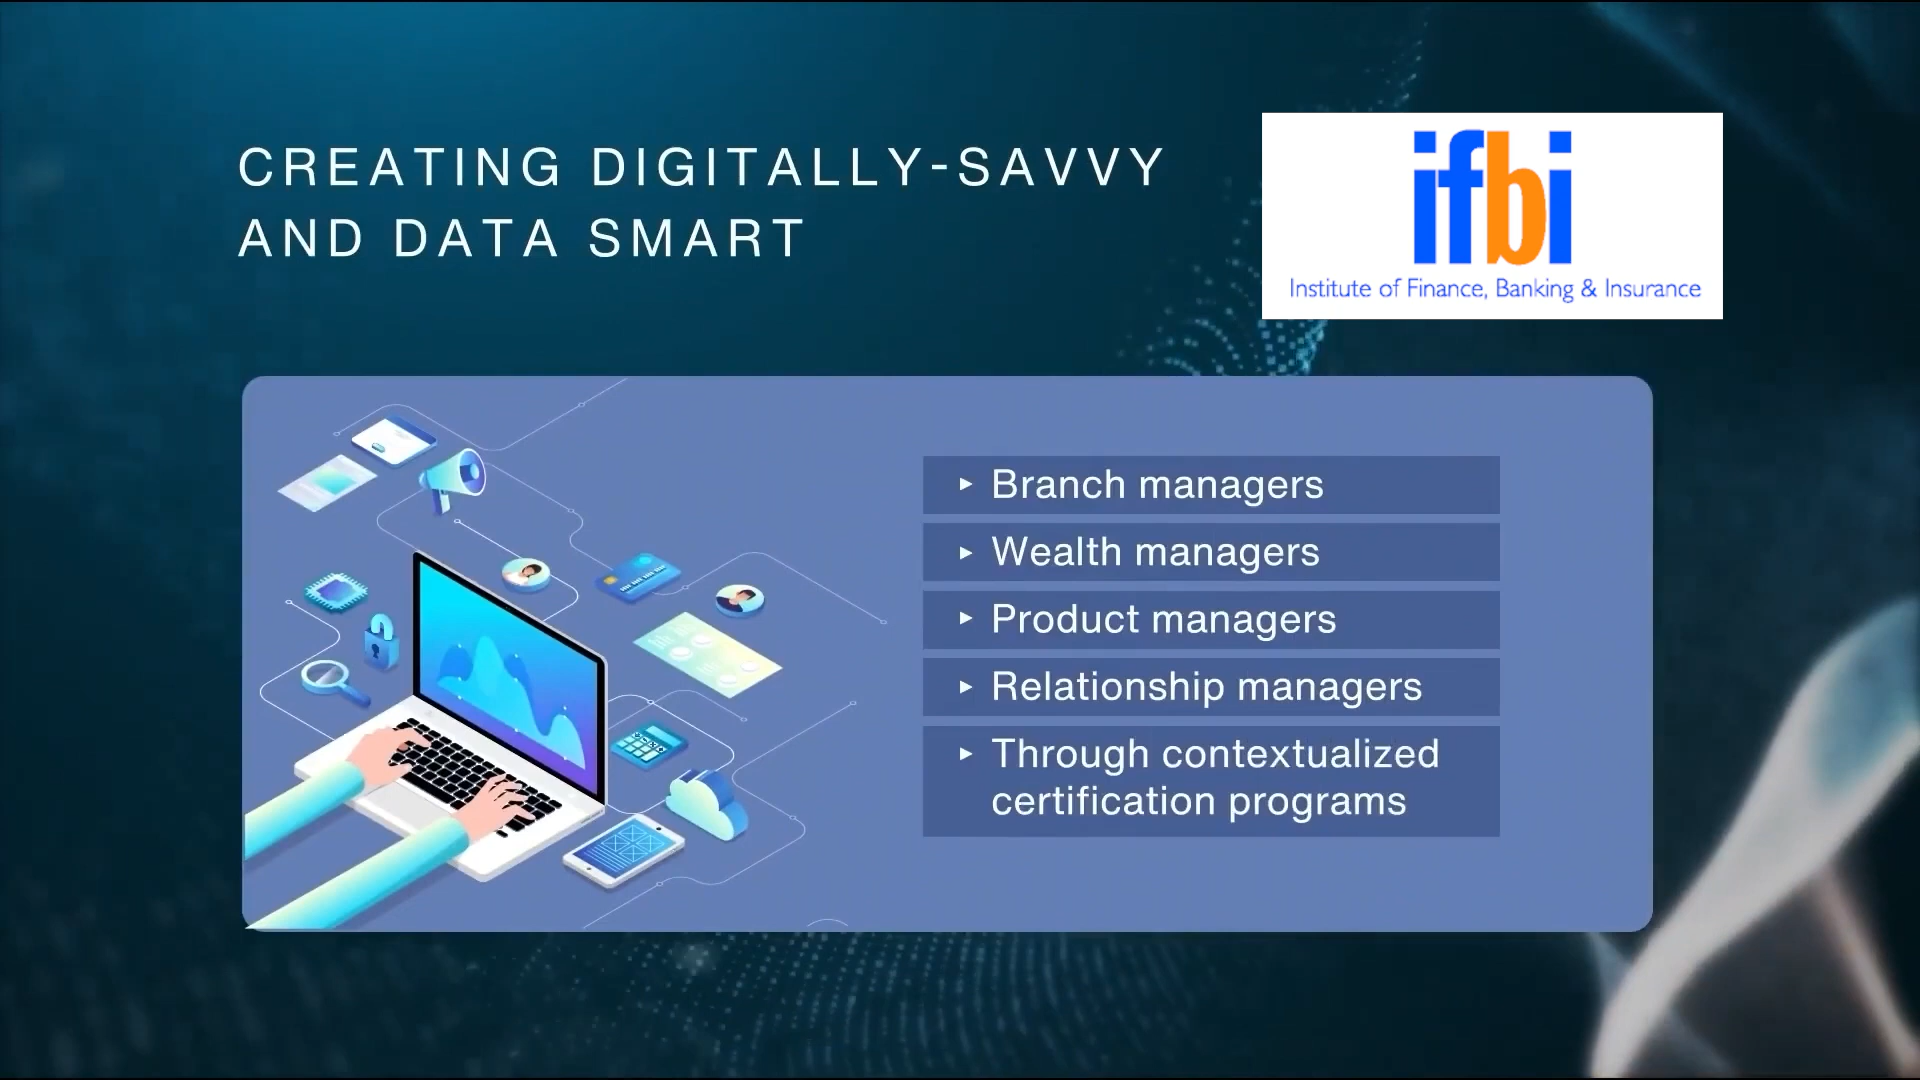 CREATING DIGITALLY-SAVVY
AND DATA SMART
ifbi
Institute of Finance, Banking & Insurance
‣ Branch managers
‣ Wealth managers
‣ Product managers
‣ Relationship managers
‣ Through contextualized
certification programs